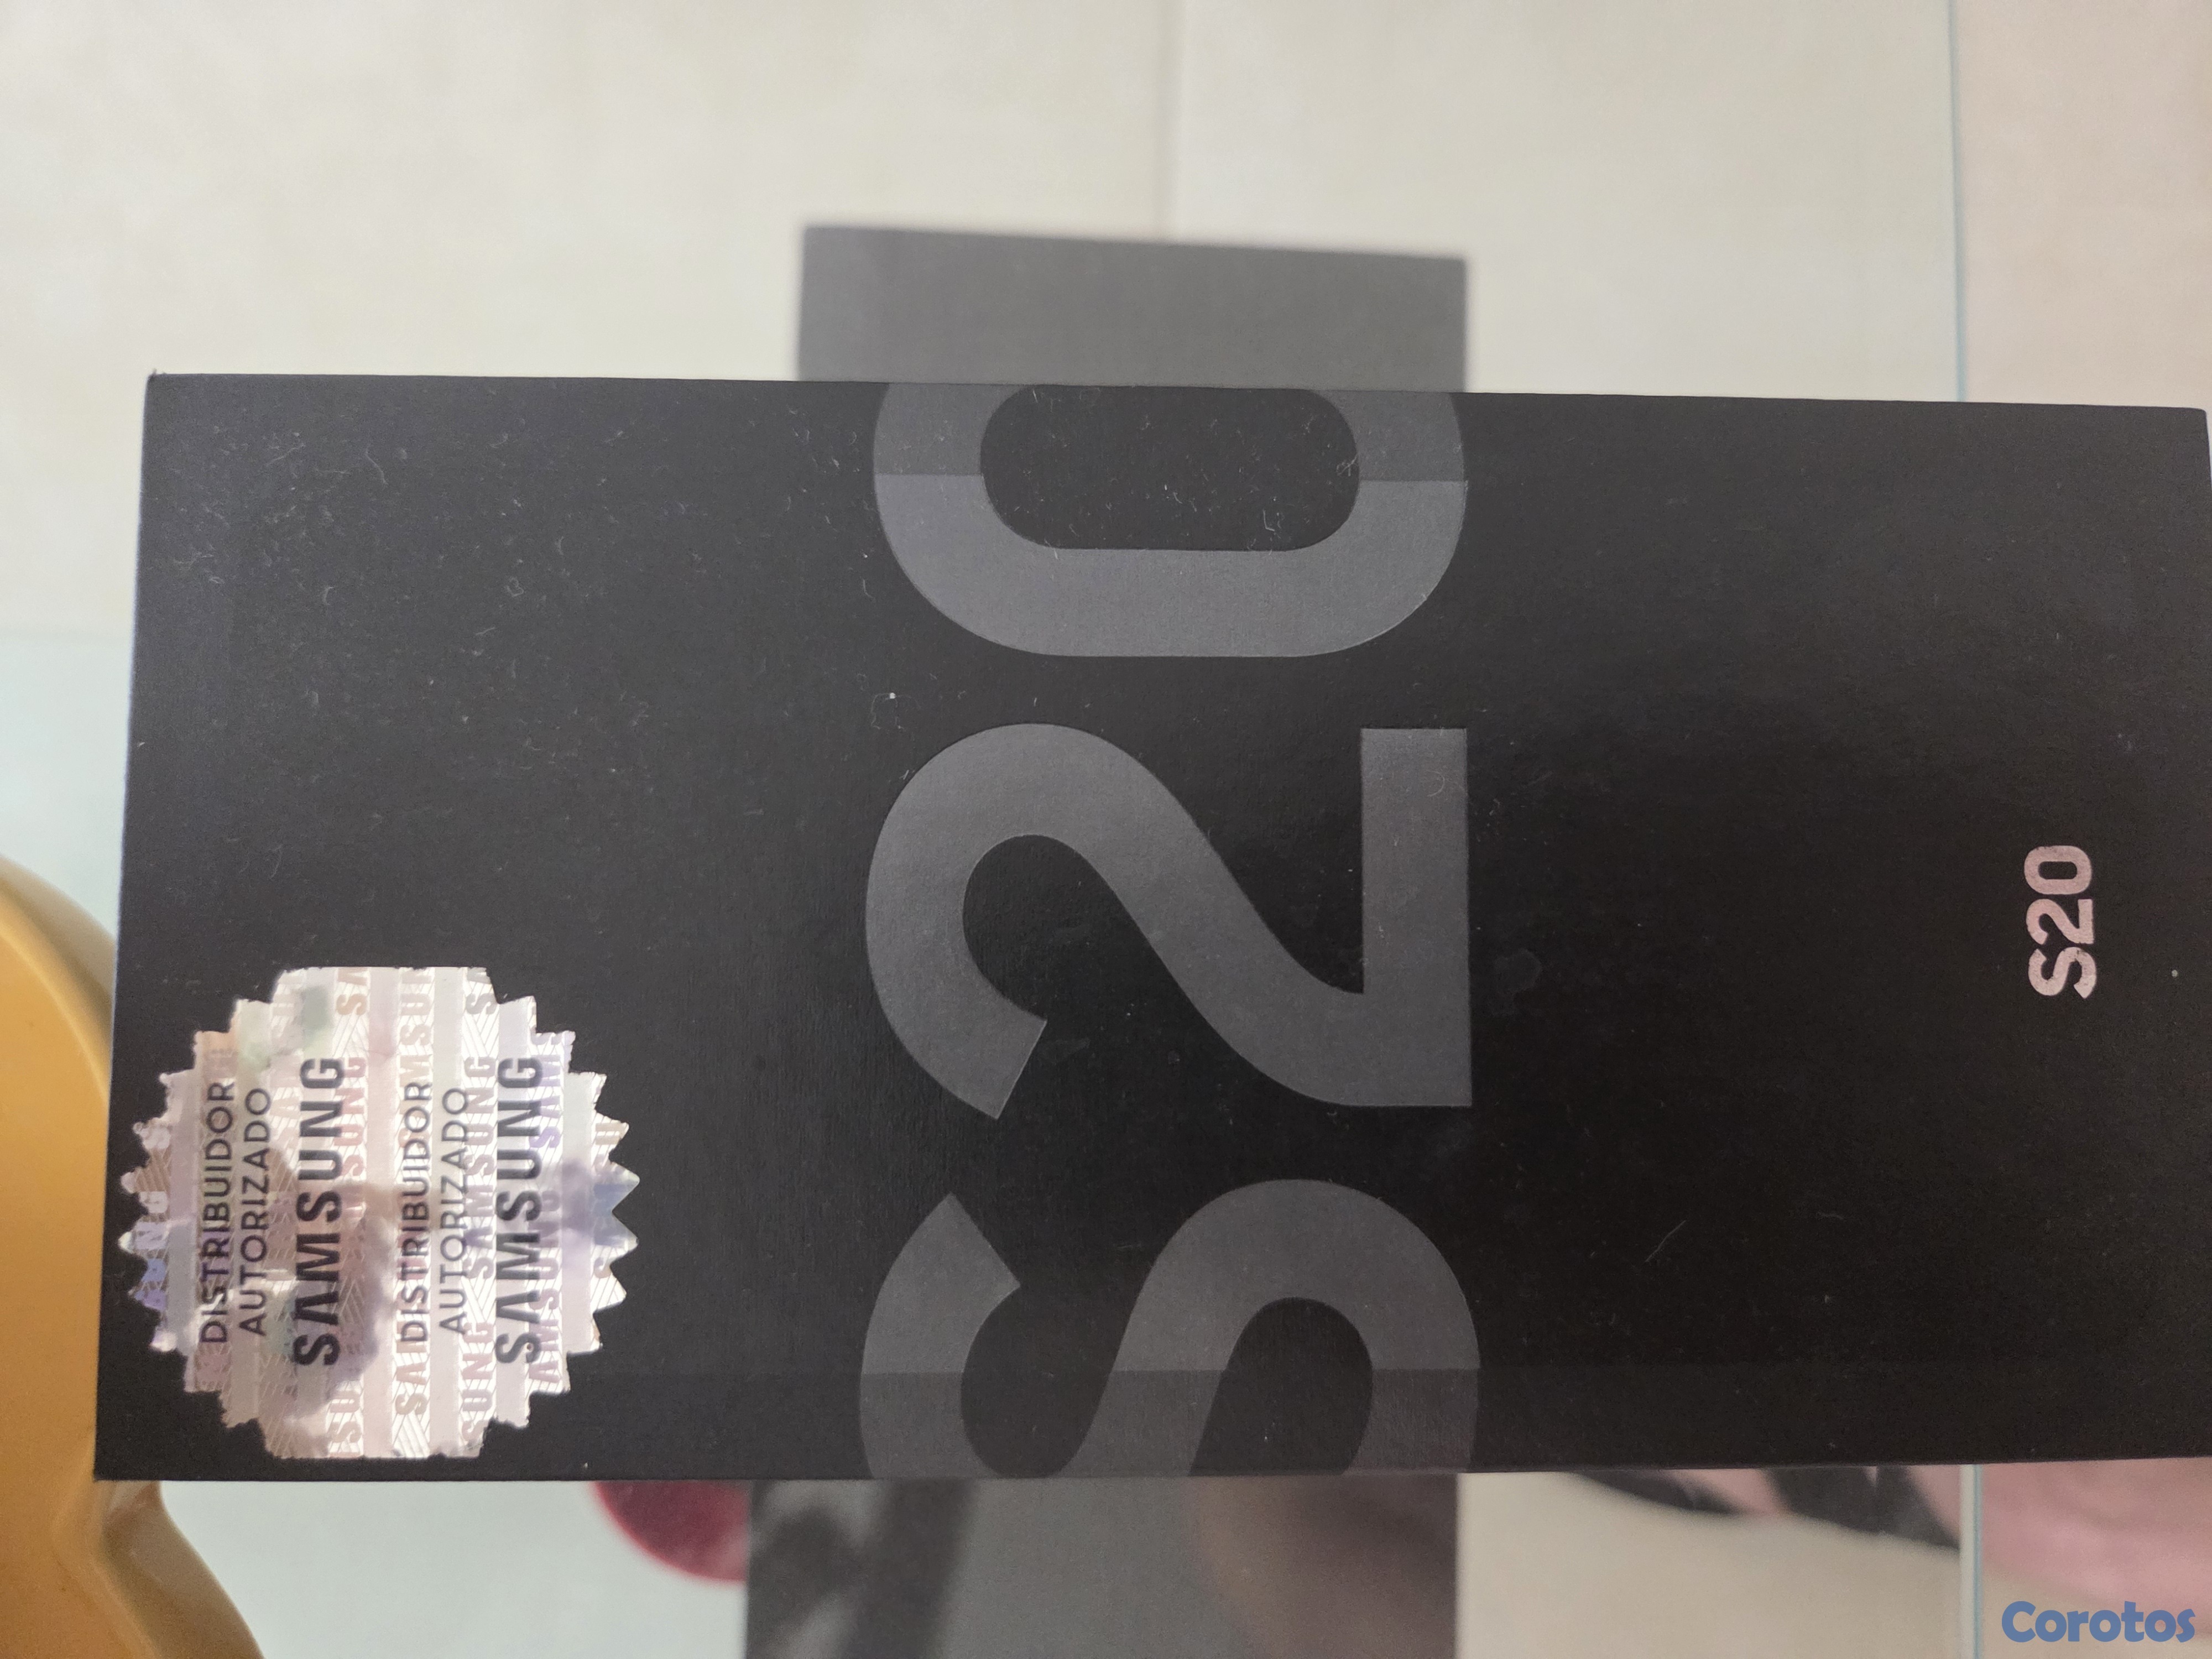 S20
S20
DISTRIBUIDOR
AUTORIZADO
SAMSUNG
DISTRIBUIDOR
AUTORIZADO
SAMSUNG
Corotos